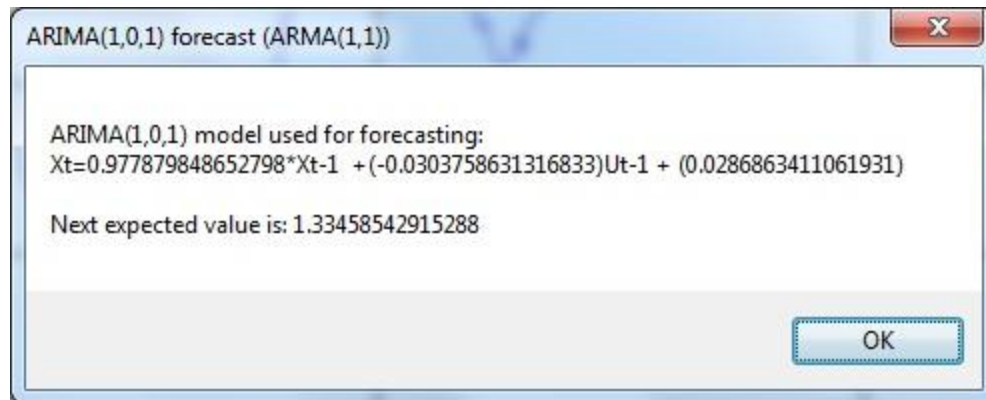 ARIMA(1,0,1) forecast (ARMA(1,1))
ARIMA(1,0,1) model used for forecasting:
Xt=0.977879848652798*Xt-1 +(-0.0303758631316833)Ut-1 + (0.0286863411061931)
Next expected value is: 1.33458542915288
OK